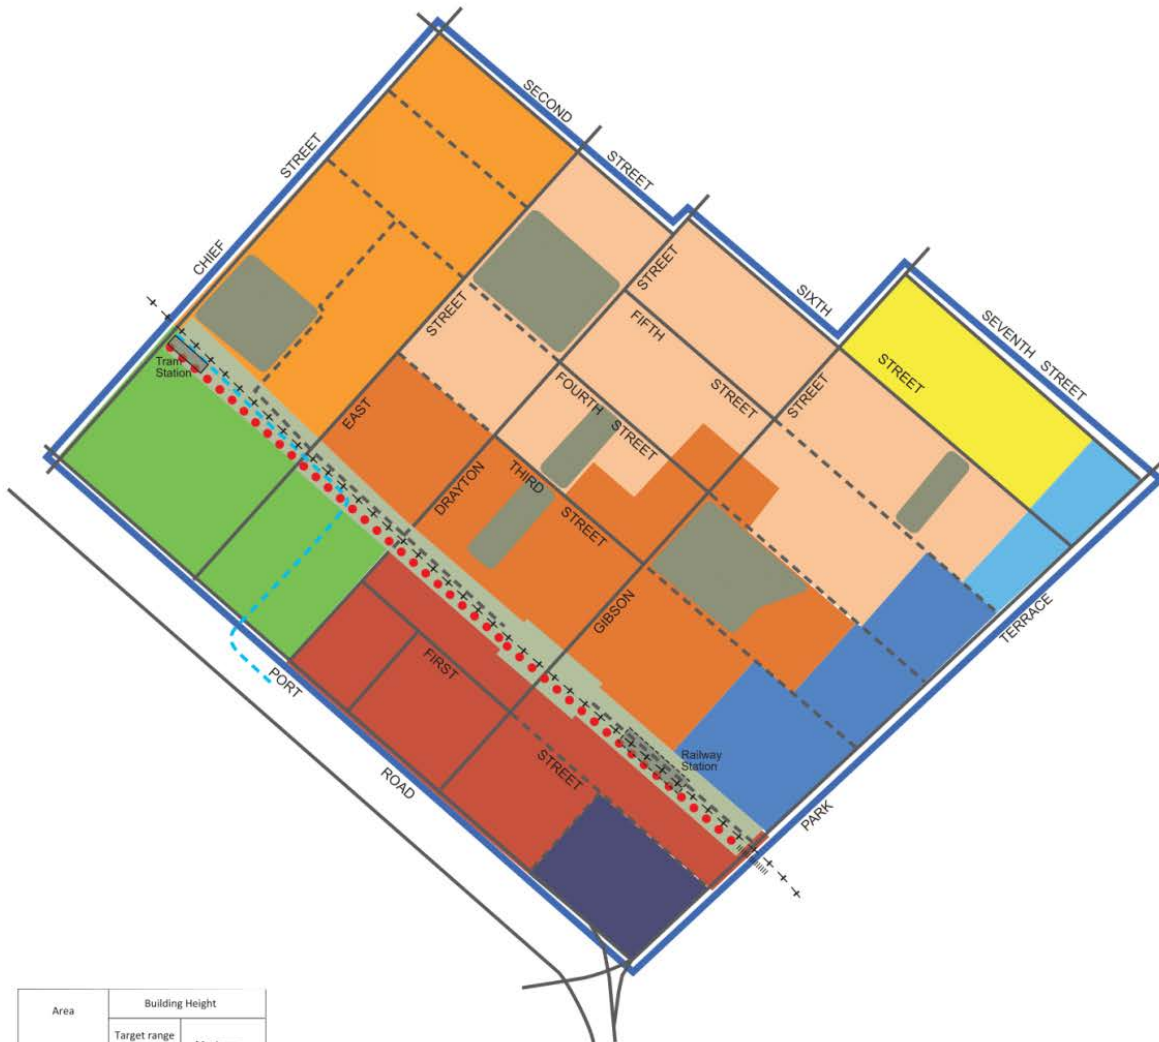 SECOND
STREET
STREET
CHIEF
SIXTH
SEVENTH STREET
STREET
FIFTH
STREET
STREET
STREET
STREET
Tram
Station
EAST
FOURTH
STREET
DRAYTON
THIRD
STREET
GIBSON
TERRACE
PARK
FIRST
STREET
Railway
Station
PORT
ROAD
Area
Building Height
Target range